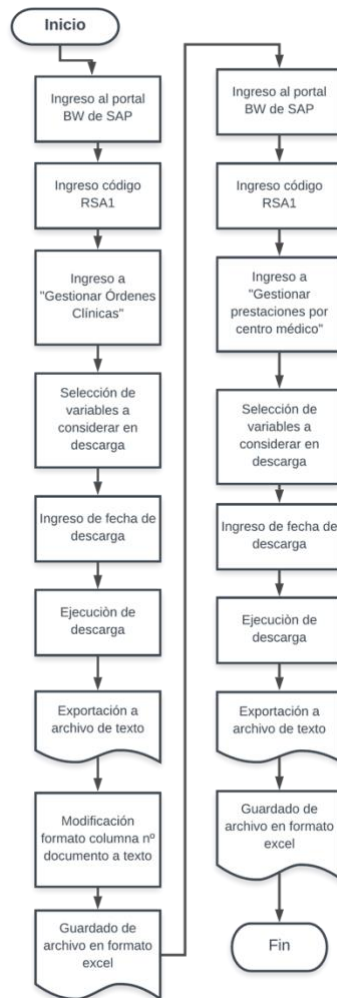 Inicio
Ingreso al portal
BW de SAP
Ingreso código
RSA1
Ingreso a
"Gestionar Órdenes
Clínicas"
Selección de
variables a
considerar en
descarga
Ingreso de fecha de
descarga
Ejecuciòn de
descarga
Exportación a
archivo de texto
Modificación
formato columna nº
documento a texto
Guardado de
archivo en formato
excel
Ingreso al portal
BW de SAP
Ingreso código
RSA1
Ingreso a
"Gestionar
prestaciones por
centro médico"
Selección de
variables a
considerar en
descarga
Ingreso de fecha de
descarga
Ejecuciòn de
descarga
Exportación a
archivo de texto
Guardado de
archivo en formato
excel
Fin